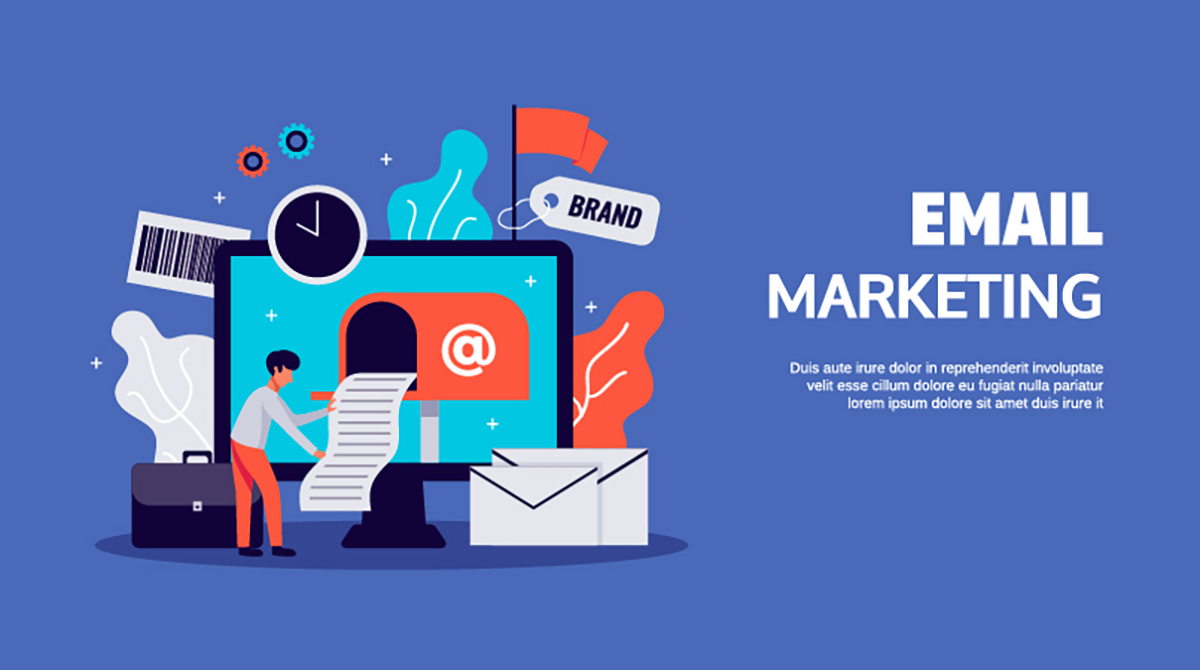 BRAND
@
EMAIL
MARKETING
Duis aute irure dolor in reprehenderit involuptate
velit esse cillum dolore eu fugiat nulla pariatur
lorem ipsum dolore sit amet duis irure it